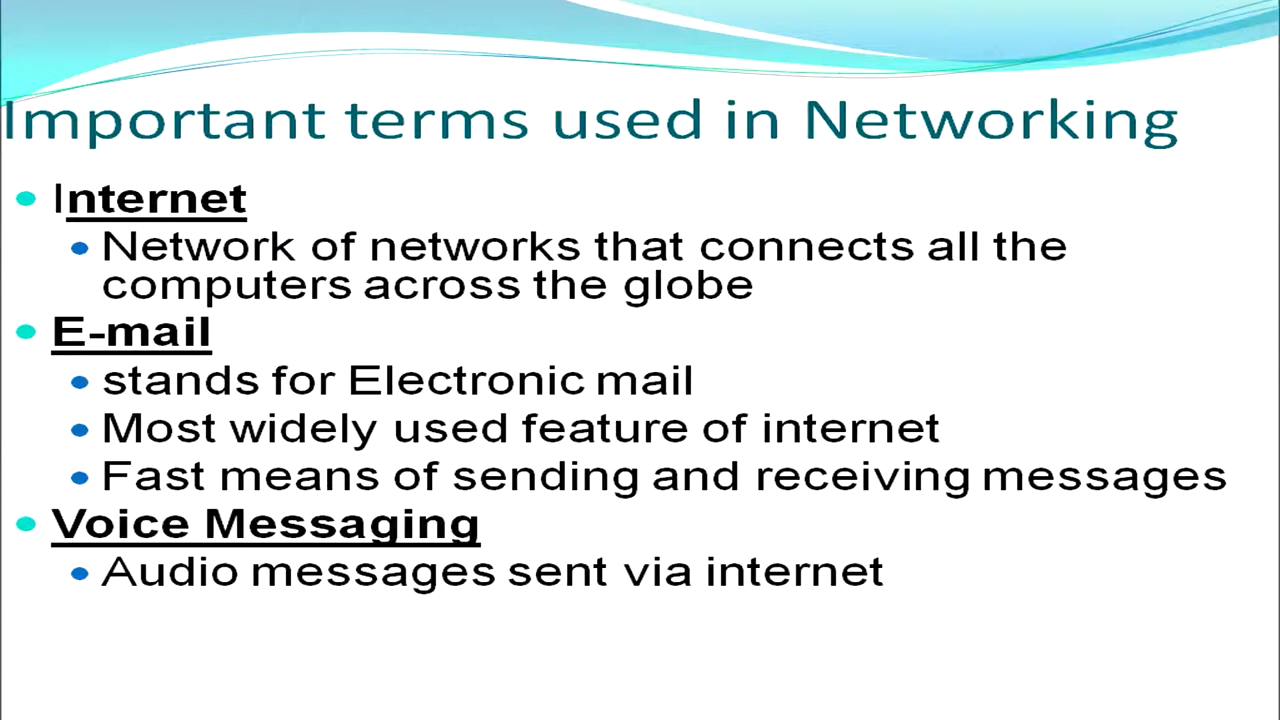 Important terms used in Networking
Internet
Network of networks that connects all the
computers across the globe
E-mail
stands for Electronic mail
Most widely used feature of internet
Fast means of sending and receiving messages
Voice Messaging
Audio messages sent via internet